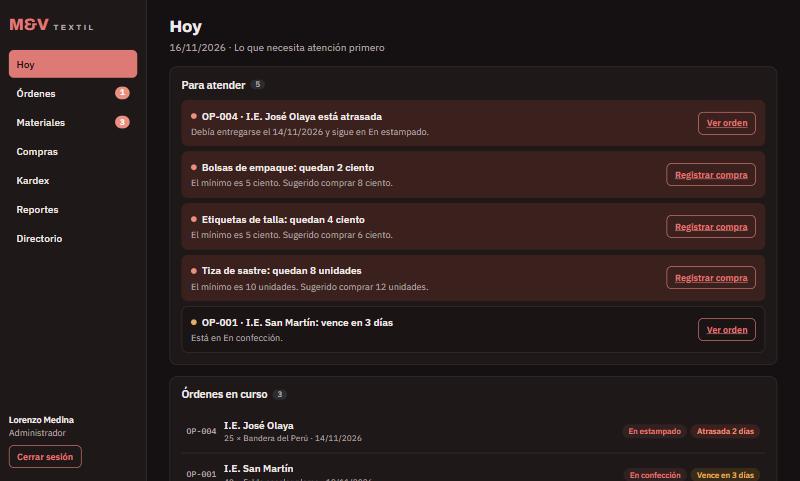 M&V TEXTIL
Hoy
Órdenes 1
Materiales 3
Compras
Kardex
Reportes
Directorio
Lorenzo Medina
Administrador
Cerrar sesión
Hoy
16/11/2026 · Lo que necesita atención primero
Para atender 5
OP-004 · I.E. José Olaya está atrasada
Debía entregarse el 14/11/2026 y sigue en En estampado.
Ver orden
Bolsas de empaque: quedan 2 ciento
El mínimo es 5 ciento. Sugerido comprar 8 ciento.
Registrar compra
Etiquetas de talla: quedan 4 ciento
El mínimo es 5 ciento. Sugerido comprar 6 ciento.
Registrar compra
Tiza de sastre: quedan 8 unidades
El mínimo es 10 unidades. Sugerido comprar 12 unidades.
Registrar compra
OP-001 · I.E. San Martín: vence en 3 días
Está en En confección.
Ver orden
Órdenes en curso 3
OP-004 I.E. José Olaya
25 × Bandera del Perú · 14/11/2026
En estampado Atrasada 2 días
OP-001 I.E. San Martín
En confección Vence en 3 días